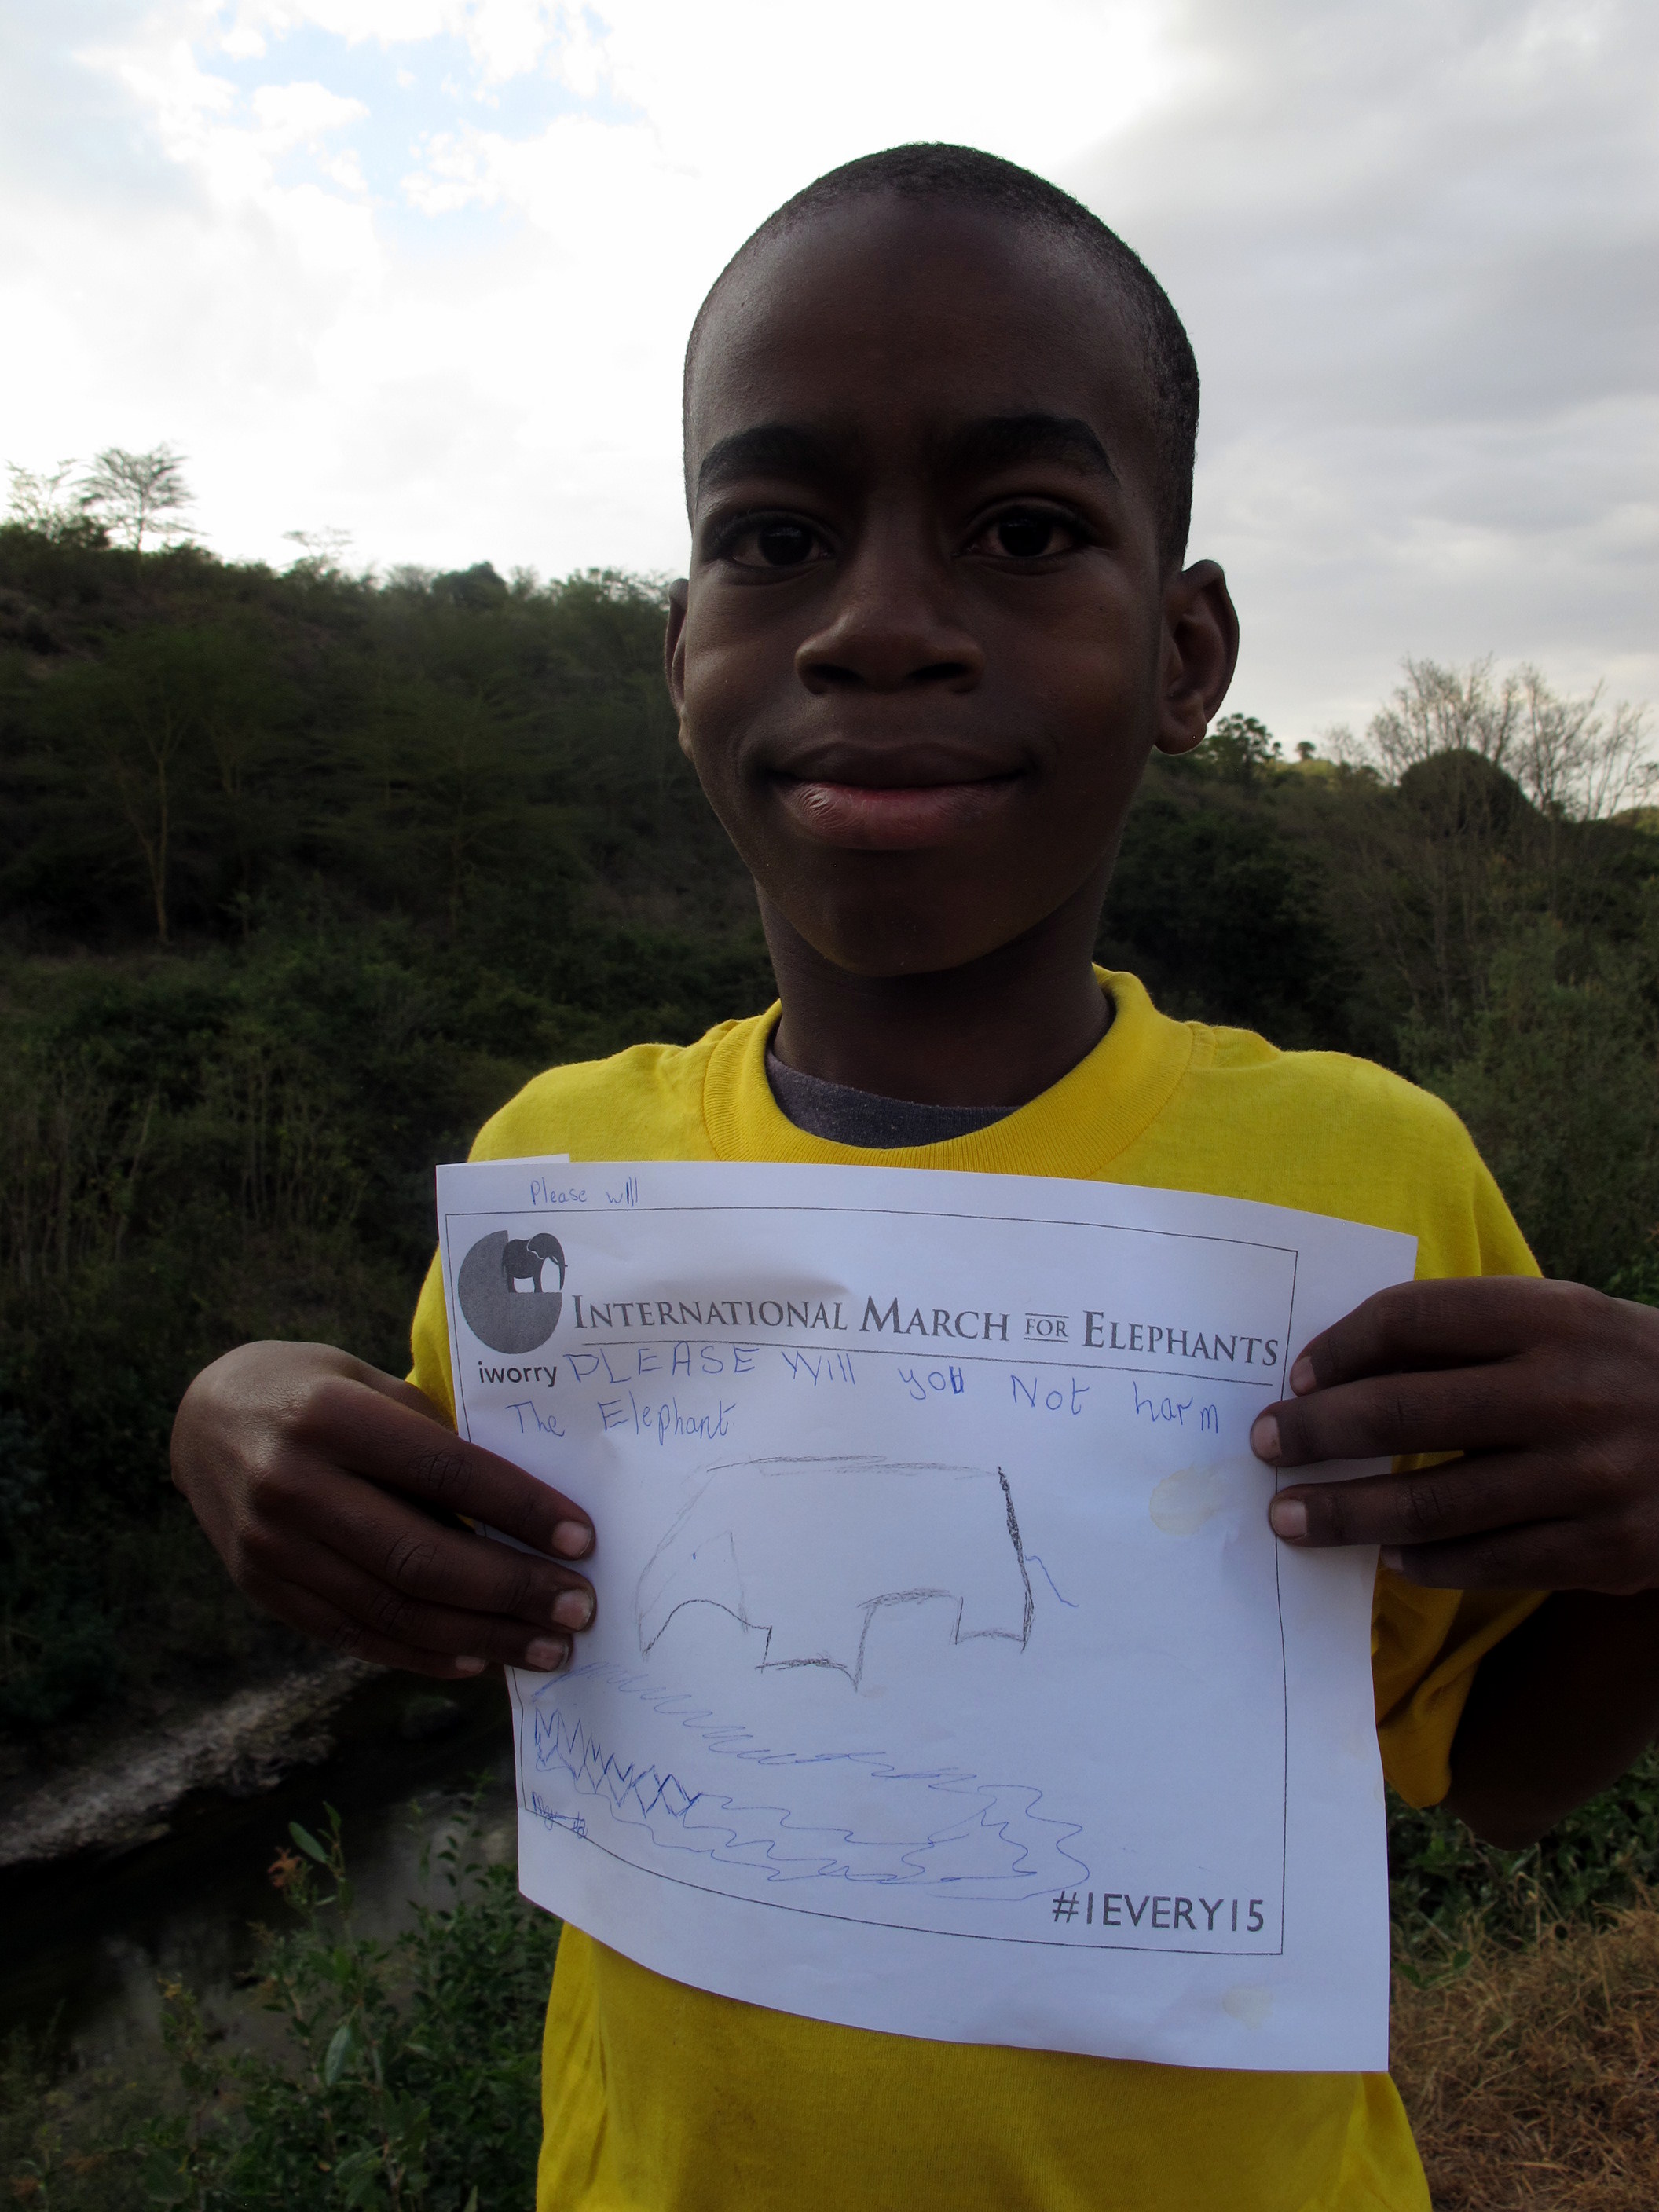 Please will
INTERNATIONAL MARCH FOR ELEPHANTS
iworry
PLEASE Will you Not harm
The Elephant
#1EVERY15